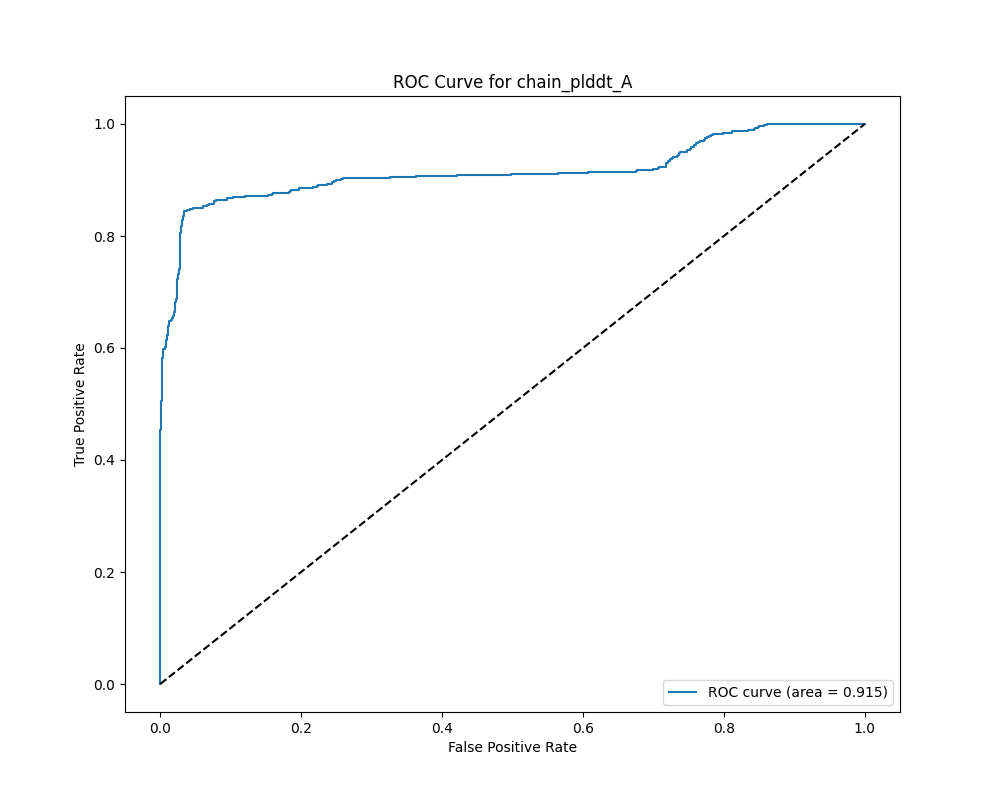 ROC Curve for chain_plddt_A
True Positive Rate
1.0
0.8
0.6
0.4
0.2
0.0
ROC curve (area = 0.915)
0.0 0.2 0.4 0.6 0.8 1.0
False Positive Rate